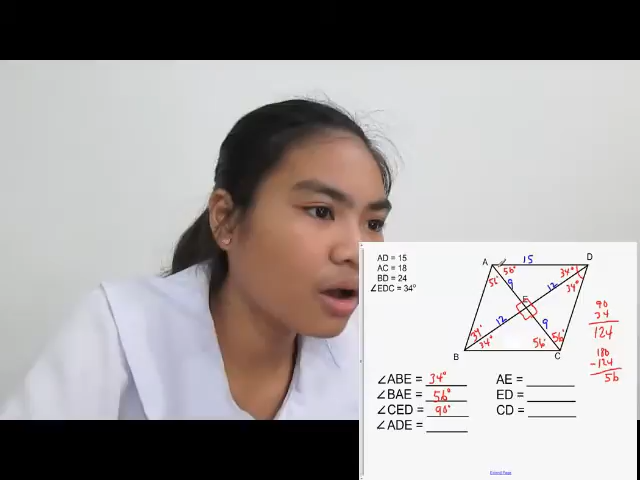 AD = 15
AC = 18
BD = 24
∠EDC = 34°
A
15
D
56°
56°
9
12
34°
34°
E
12
9
34°
34°
56°
56°
B
C
90
34
124
180
-124
56
∠ABE = 34°
∠BAE = 56°
∠CED = 90°
∠ADE =
AE =
ED =
CD =